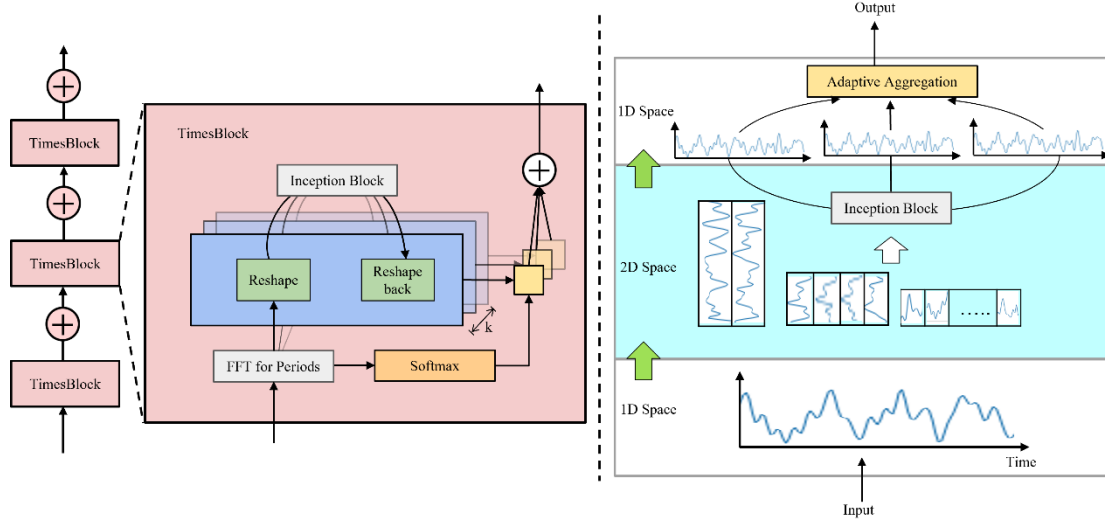 TimesBlock
TimesBlock
TimesBlock
TimesBlock
Inception Block
Reshape
Reshape
back
k
FFT for Periods
Softmax
Output
1D Space
Adaptive Aggregation
2D Space
Inception Block
.....
1D Space
Time
Input